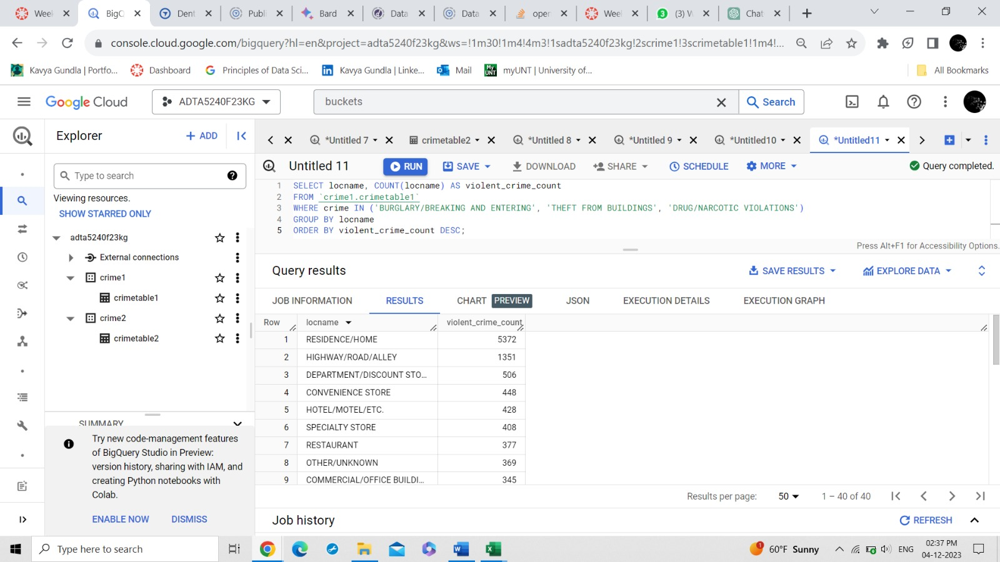 Week
BigQ
Dent
Publi
Bard
Data
Data
oper
Week
3
(3) W
Chat
console.cloud.google.com/bigquery?hl=en&project=adta5240f23kg&ws=!1m30!1m4!4m3!1sadta5240f23kg!2scrime1!3scrimetable1!1m4!...
Kavya Gundla | Portfo...
Dashboard
Principles of Data Sci...
Kavya Gundla | Linke...
Mail
myUNT | University of...
All Bookmarks
Google Cloud
ADTA5240F23KG
buckets
Search
Explorer
+ ADD
*Untitled 7
crimetable2
*Untitled 8
*Untitled 9
*Untitled10
*Untitled11
Untitled 11
RUN
SAVE
DOWNLOAD
SHARE
SCHEDULE
MORE
Query completed.
Type to search
Viewing resources.
SHOW STARRED ONLY
adta5240f23kg
External connections
crime1
crimetable1
crime2
crimetable2
1 SELECT locname, COUNT(locname) AS violent_crime_count
2 FROM `crime1.crimetable1`
3 WHERE crime IN ('BURGLARY/BREAKING AND ENTERING', 'THEFT FROM BUILDINGS', 'DRUG/NARCOTIC VIOLATIONS')
4 GROUP BY locname
5 ORDER BY violent_crime_count DESC;
Press Alt+F1 for Accessibility Options.
Query results
SAVE RESULTS
EXPLORE DATA
JOB INFORMATION
RESULTS
CHART PREVIEW
JSON
EXECUTION DETAILS
EXECUTION GRAPH
Row locname violent_crime_count
1 RESIDENCE/HOME 5372
2 HIGHWAY/ROAD/ALLEY 1351
3 DEPARTMENT/DISCOUNT STO... 506
4 CONVENIENCE STORE 448
5 HOTEL/MOTEL/ETC. 428
6 SPECIALTY STORE 408
7 RESTAURANT 377
8 OTHER/UNKNOWN 369
9 COMMERCIAL/OFFICE BUILDI... 345
Results per page: 50 1 – 40 of 40
Job history
REFRESH
SUMMARY
Try new code-management features
of BigQuery Studio in Preview:
version history, sharing with IAM, and
creating Python notebooks with
Colab.
ENABLE NOW
DISMISS
Type here to search
1
60°F Sunny
ENG
02:37 PM
04-12-2023